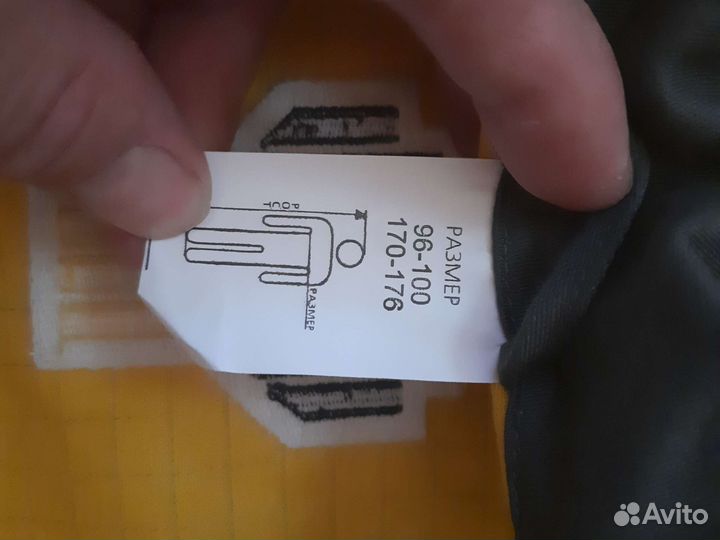 РАЗМЕР
96-100
170-176
РОСТ
РАЗМЕР
Avito